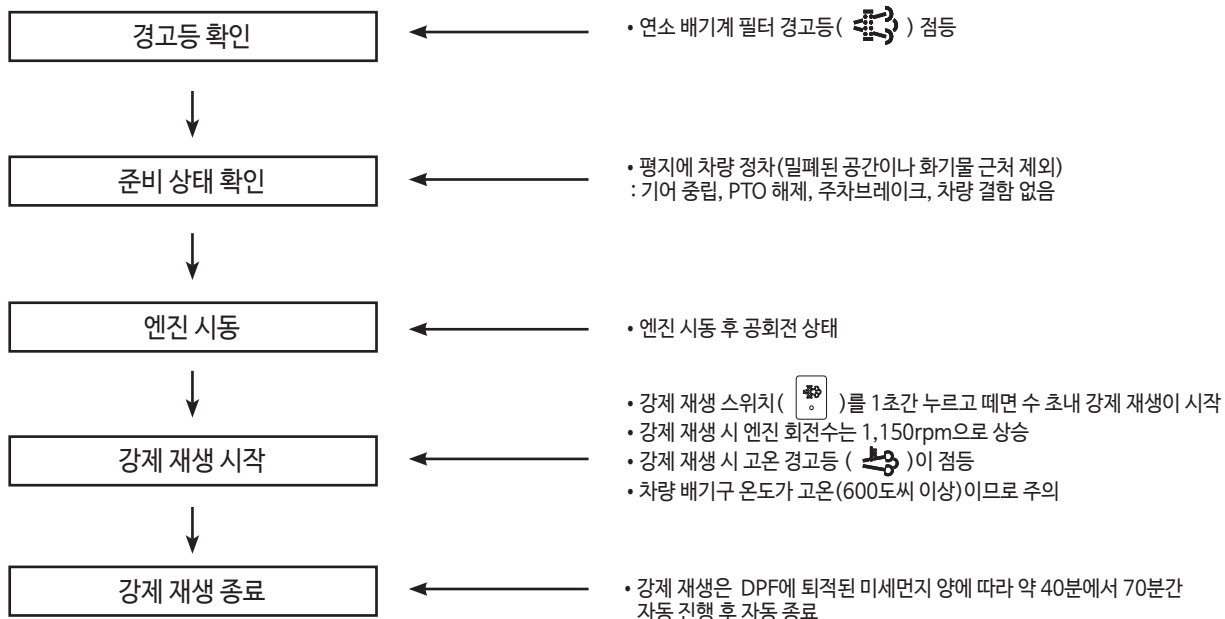 경고등 확인
• 연소 배기계 필터 경고등( ) 점등
준비 상태 확인
• 평지에 차량 정차(밀폐된 공간이나 화기물 근처 제외)
: 기어 중립, PTO 해제, 주차브레이크, 차량 결함 없음
엔진 시동
• 엔진 시동 후 공회전 상태
강제 재생 시작
• 강제 재생 스위치( )를 1초간 누르고 떼면 수 초내 강제 재생이 시작
• 강제 재생 시 엔진 회전수는 1,150rpm으로 상승
• 강제 재생 시 고온 경고등 ( )이 점등
• 차량 배기구 온도가 고온(600도씨 이상)이므로 주의
강제 재생 종료
• 강제 재생은 DPF에 퇴적된 미세먼지 양에 따라 약 40분에서 70분간
자동 진행 후 자동 종료